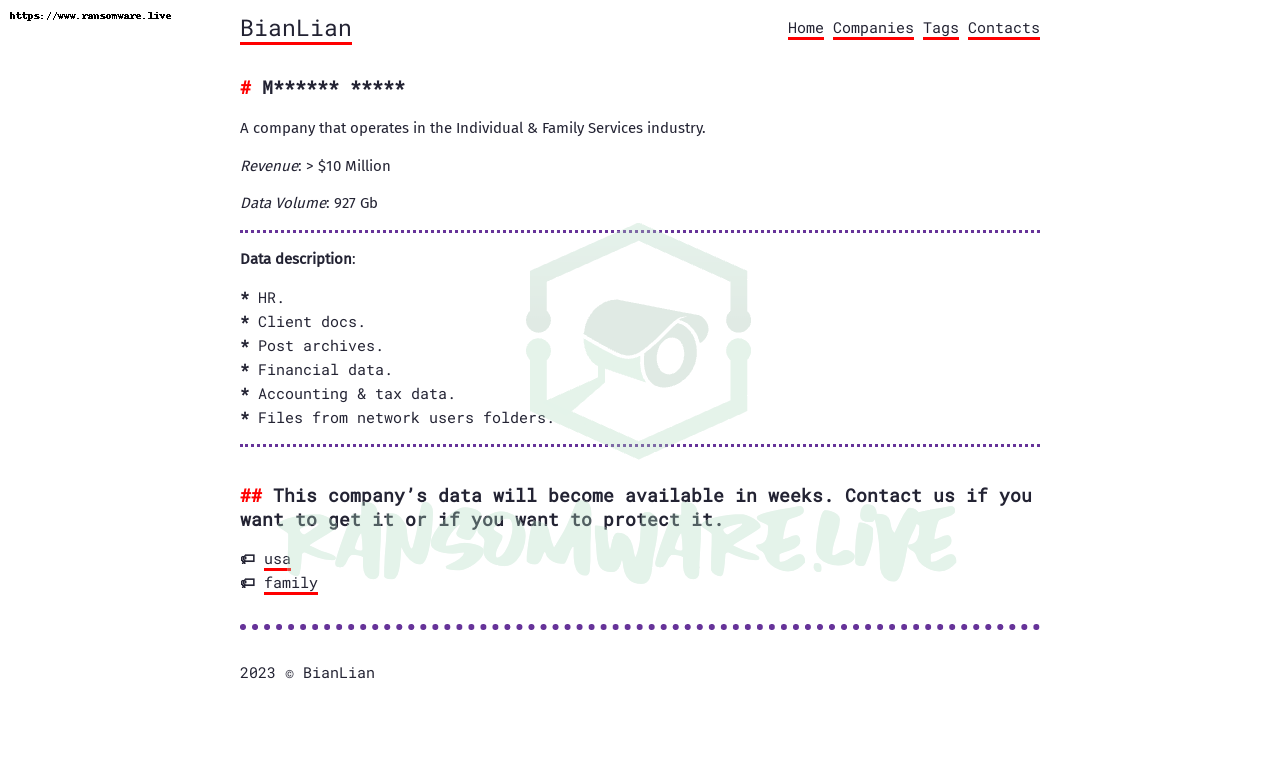 https://www.ransomware.live
BianLian
Home Companies Tags Contacts
# M****** *****
A company that operates in the Individual & Family Services industry.
Revenue: > $10 Million
Data Volume: 927 Gb
Data description:
* HR.
* Client docs.
* Post archives.
* Financial data.
* Accounting & tax data.
* Files from network users folders.
## This company’s data will become available in weeks. Contact us if you
want to get it or if you want to protect it.
RANSOMWARE.LIVE
usa
family
2023 © BianLian